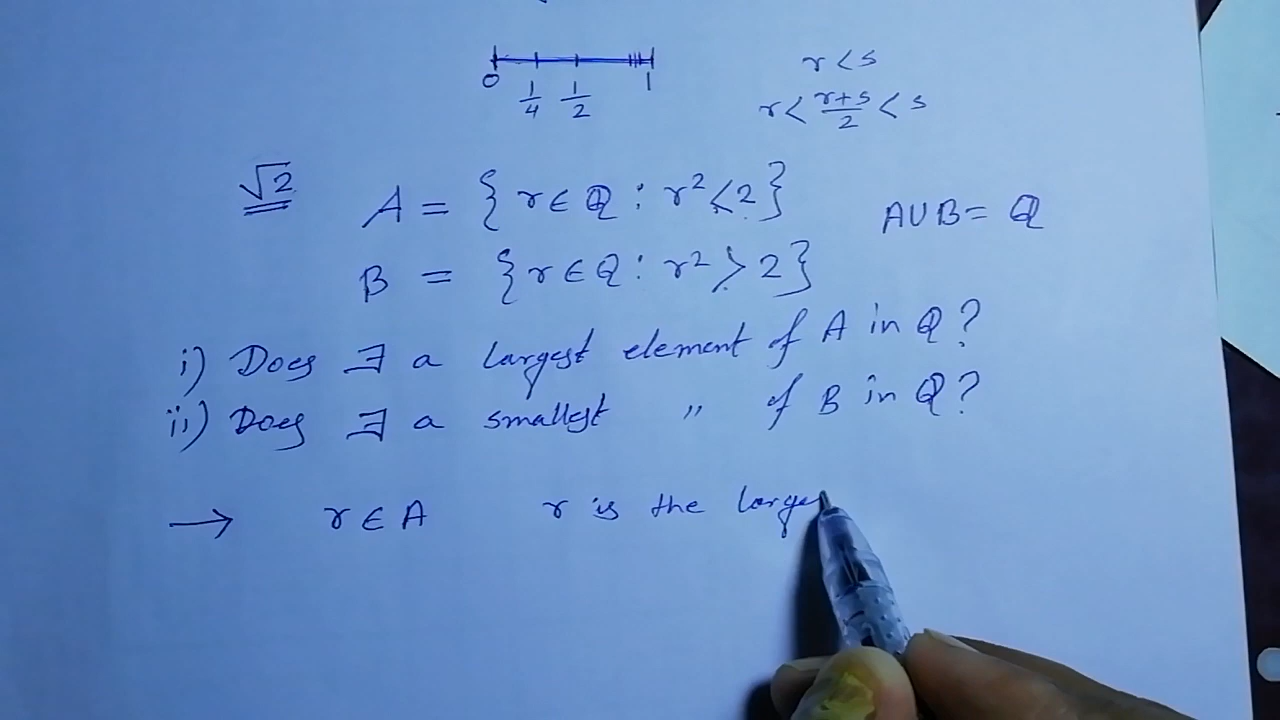 0 1/4 1/2 1
r < s
r < (r+s)/2 < s
√2 A = { r ∈ Q : r² < 2 }
A ∪ B = Q
B = { r ∈ Q : r² > 2 }
i) Does ∃ a largest element of A in Q?
ii) Does ∃ a smallest " of B in Q?
→ r ∈ A r is the larges